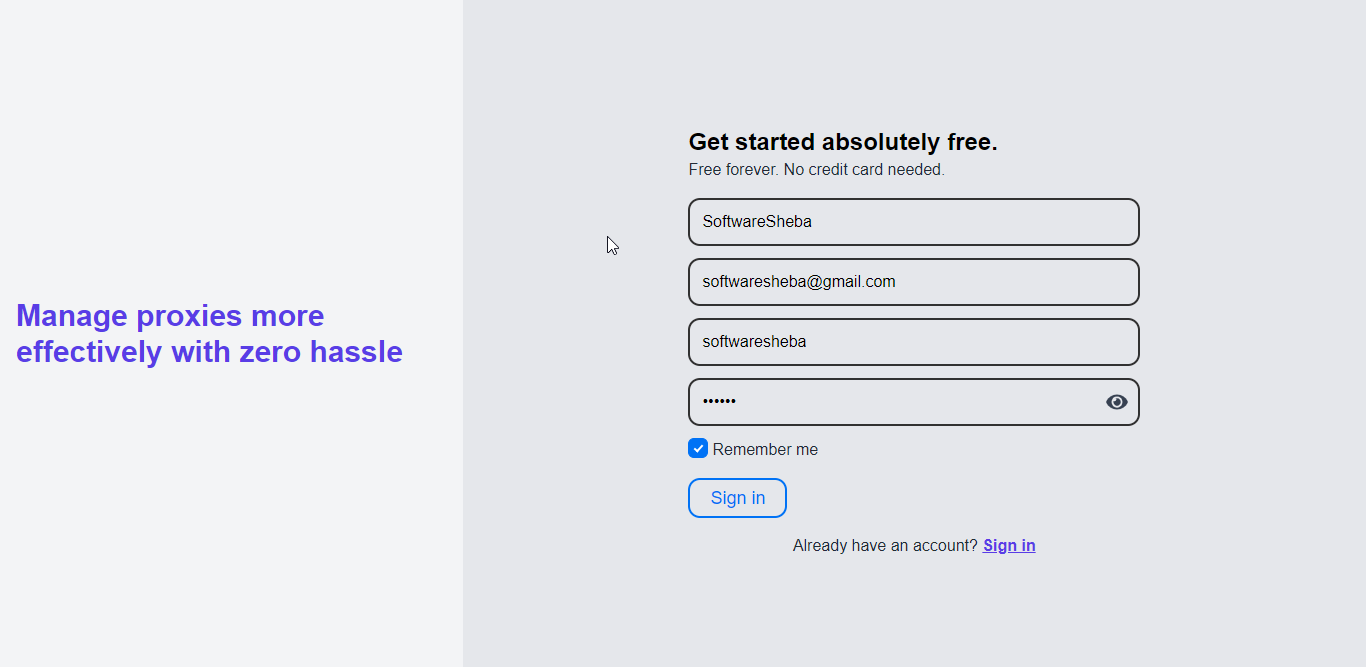 Manage proxies more
effectively with zero hassle
Get started absolutely free.
Free forever. No credit card needed.
SoftwareSheba
softwaresheba@gmail.com
softwaresheba
••••••
Remember me
Sign in
Already have an account? Sign in